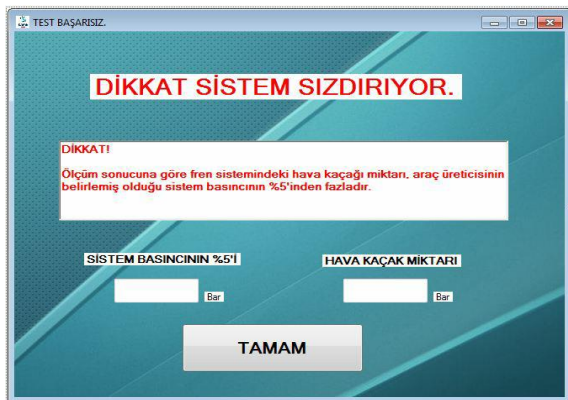 TEST BAŞARISIZ.
DİKKAT SİSTEM SIZDIRIYOR.
DİKKAT!
Ölçüm sonucuna göre fren sistemindeki hava kaçağı miktarı, araç üreticisinin
belirlemiş olduğu sistem basıncının %5'inden fazladır.
SİSTEM BASINCININ %5'İ
HAVA KAÇAK MİKTARI
Bar
Bar
TAMAM